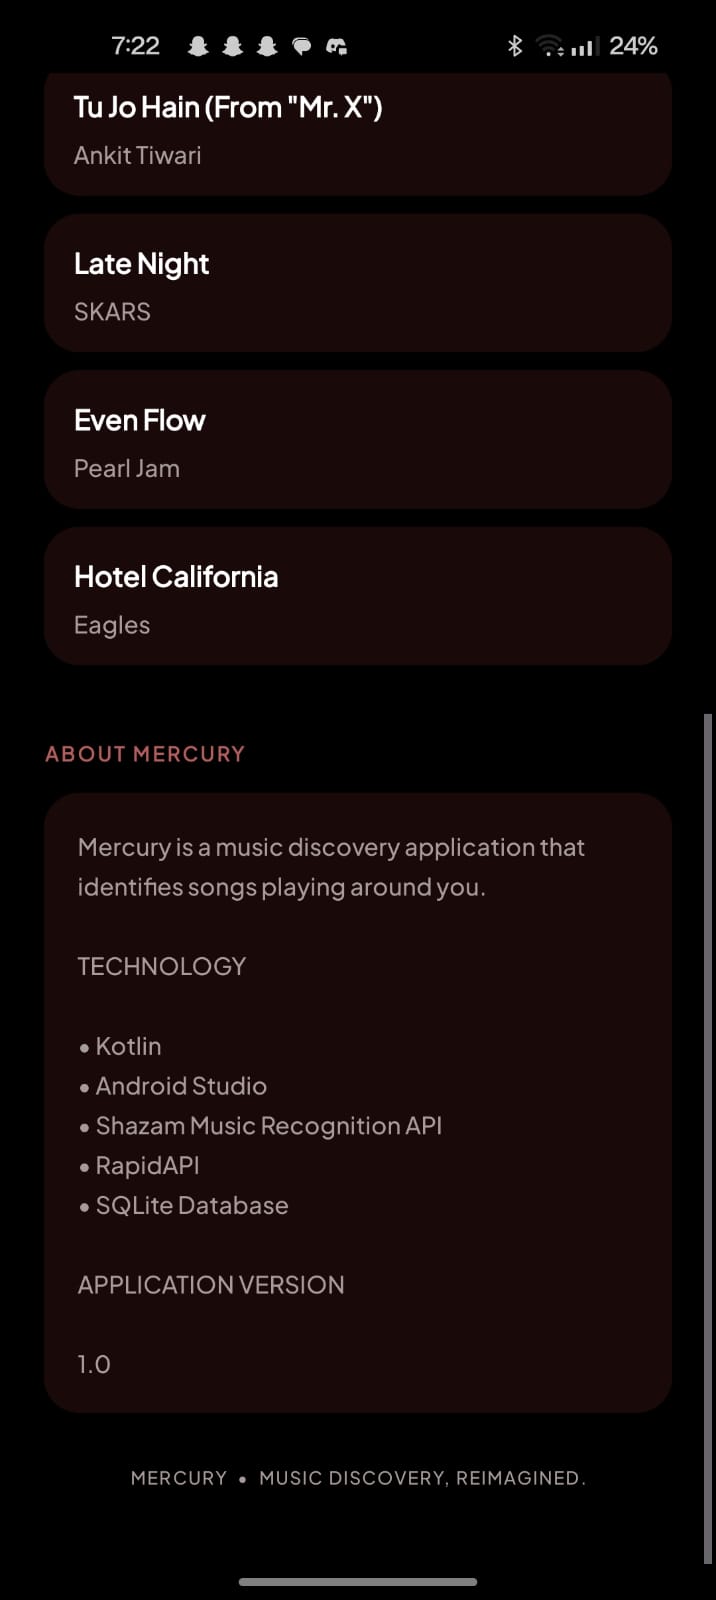 7:22
24%
Tu Jo Hain (From "Mr. X")
Ankit Tiwari
Late Night
SKARS
Even Flow
Pearl Jam
Hotel California
Eagles
ABOUT MERCURY
Mercury is a music discovery application that
identifies songs playing around you.
TECHNOLOGY
• Kotlin
• Android Studio
• Shazam Music Recognition API
• RapidAPI
• SQLite Database
APPLICATION VERSION
1.0
MERCURY • MUSIC DISCOVERY, REIMAGINED.